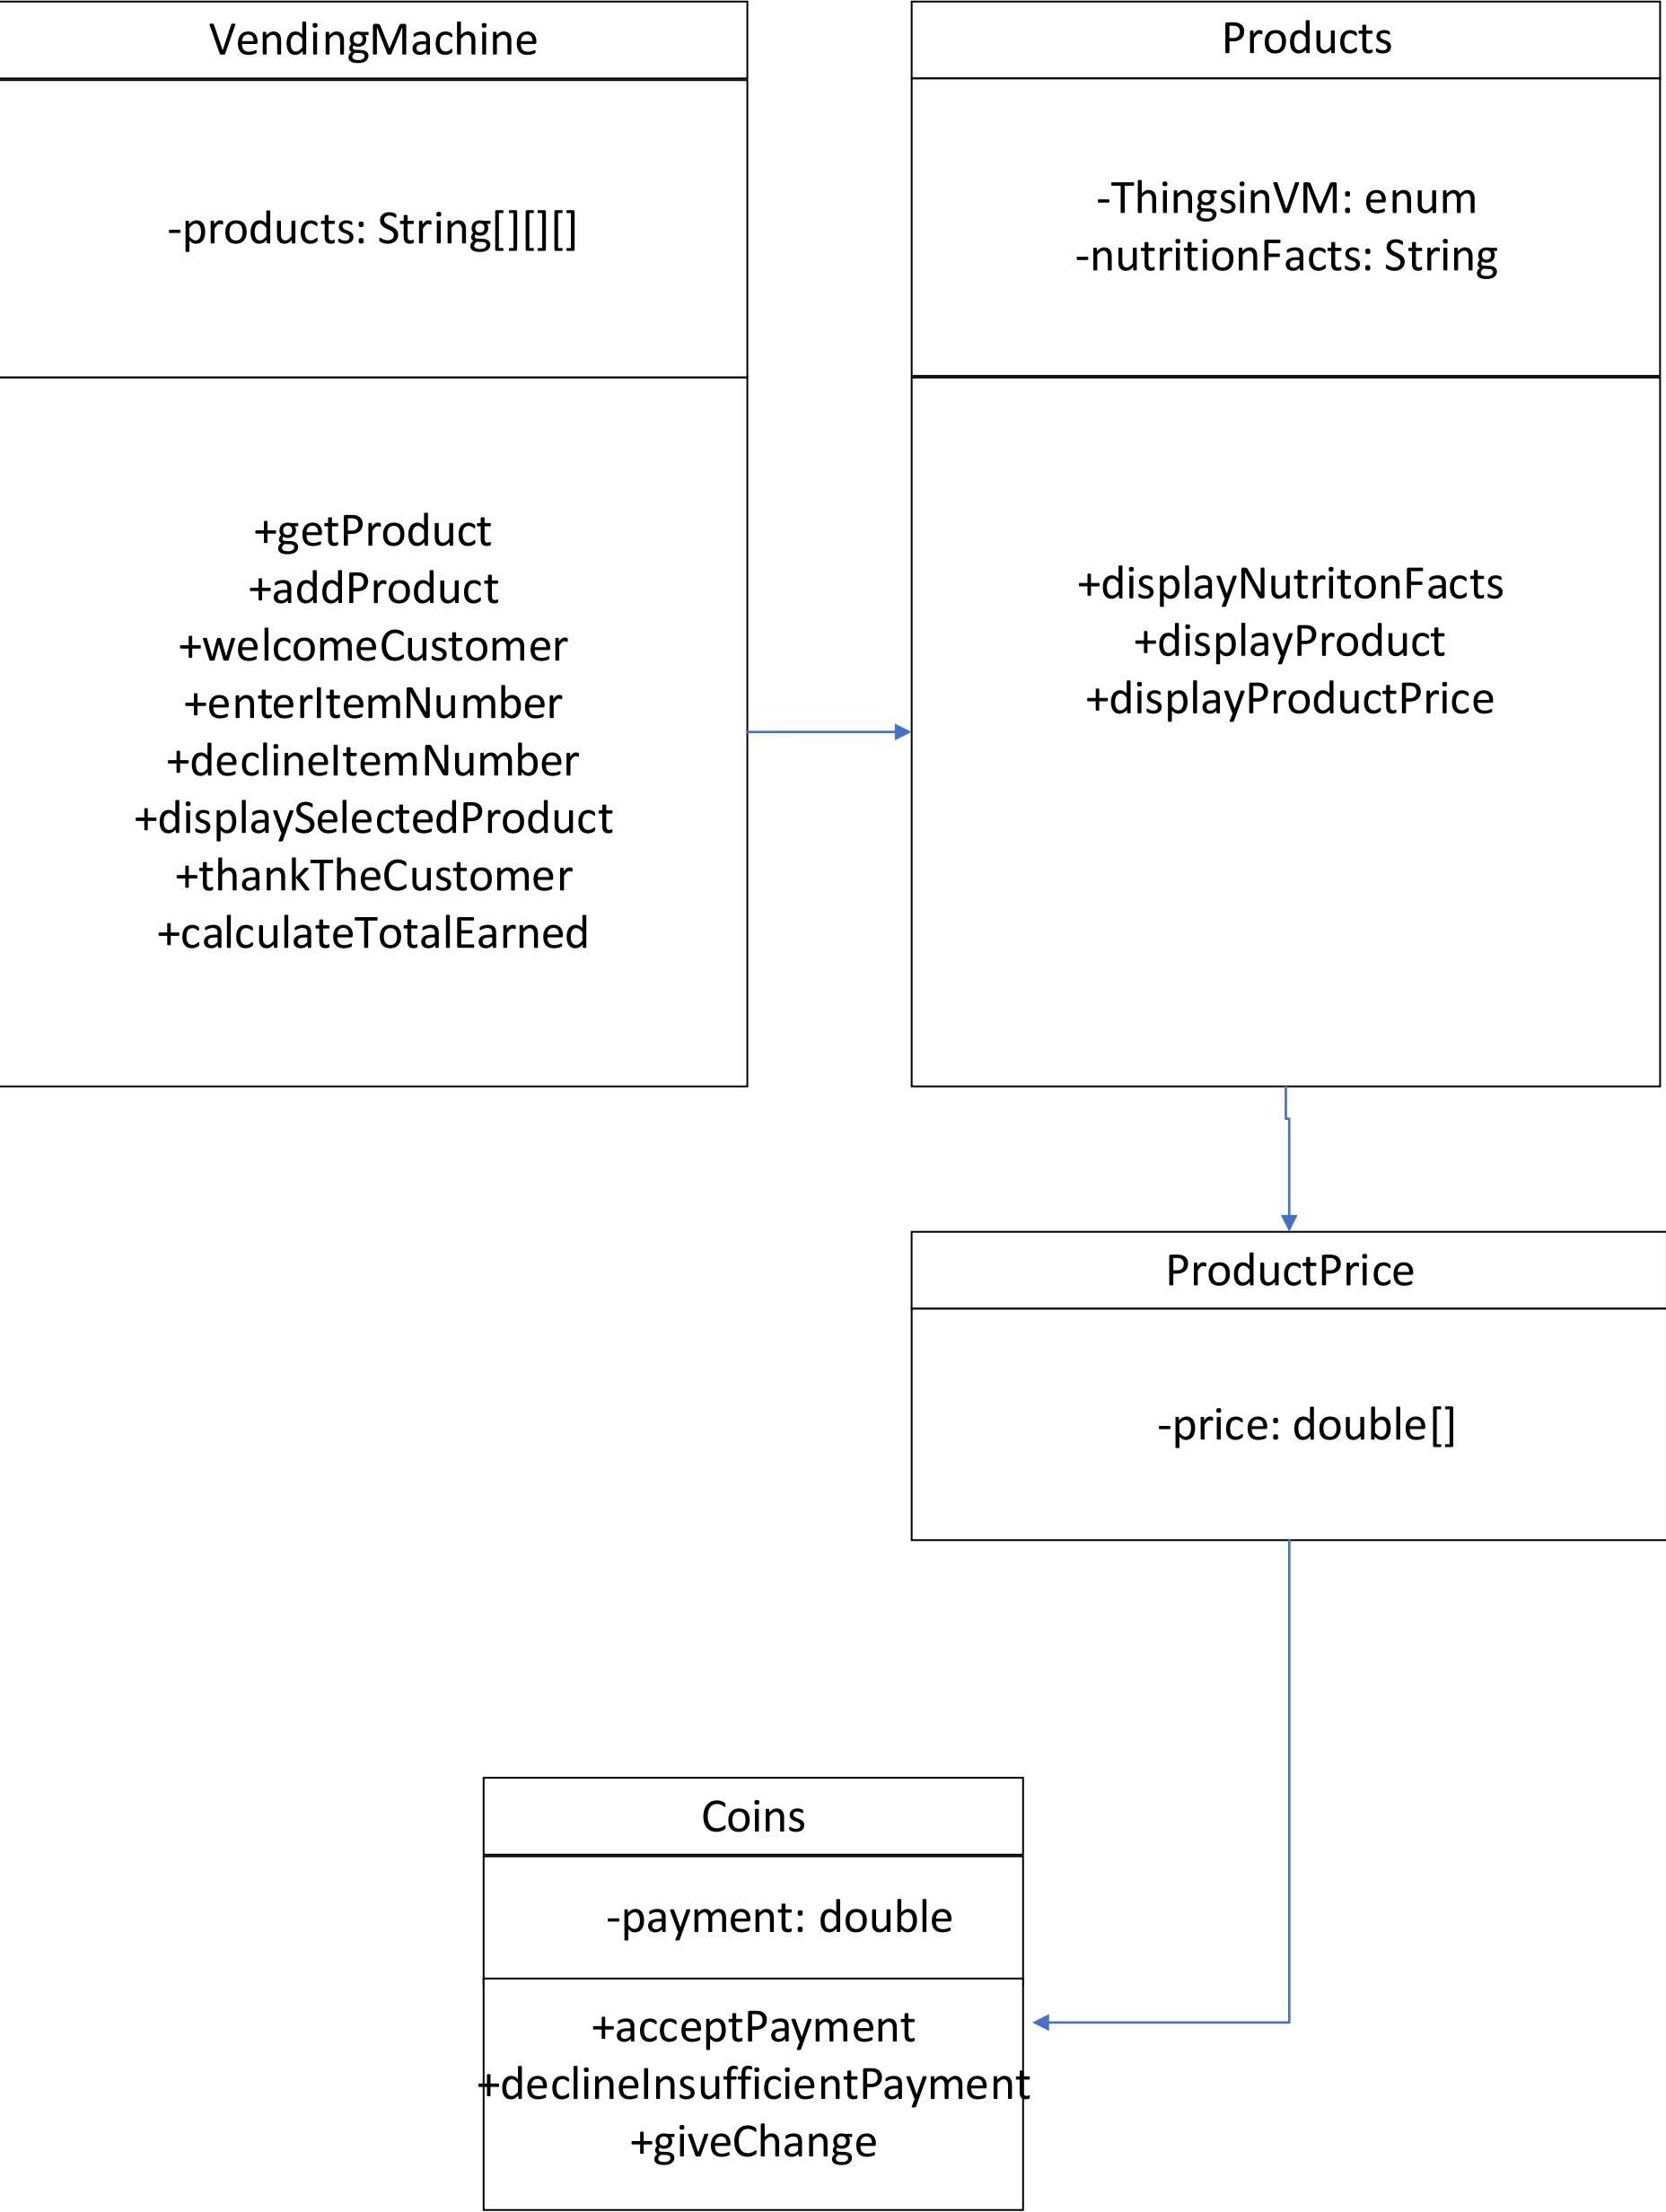 VendingMachine
-products: String[][][]
+getProduct
+addProduct
+welcomeCustomer
+enterItemNumber
+declineItemNumber
+displaySelectedProduct
+thankTheCustomer
+calculateTotalEarned
Products
-ThingsinVM: enum
-nutritionFacts: String
+displayNutritonFacts
+displayProduct
+displayProductPrice
ProductPrice
-price: double[]
Coins
-payment: double
+acceptPayment
+declineInsufficientPayment
+giveChange